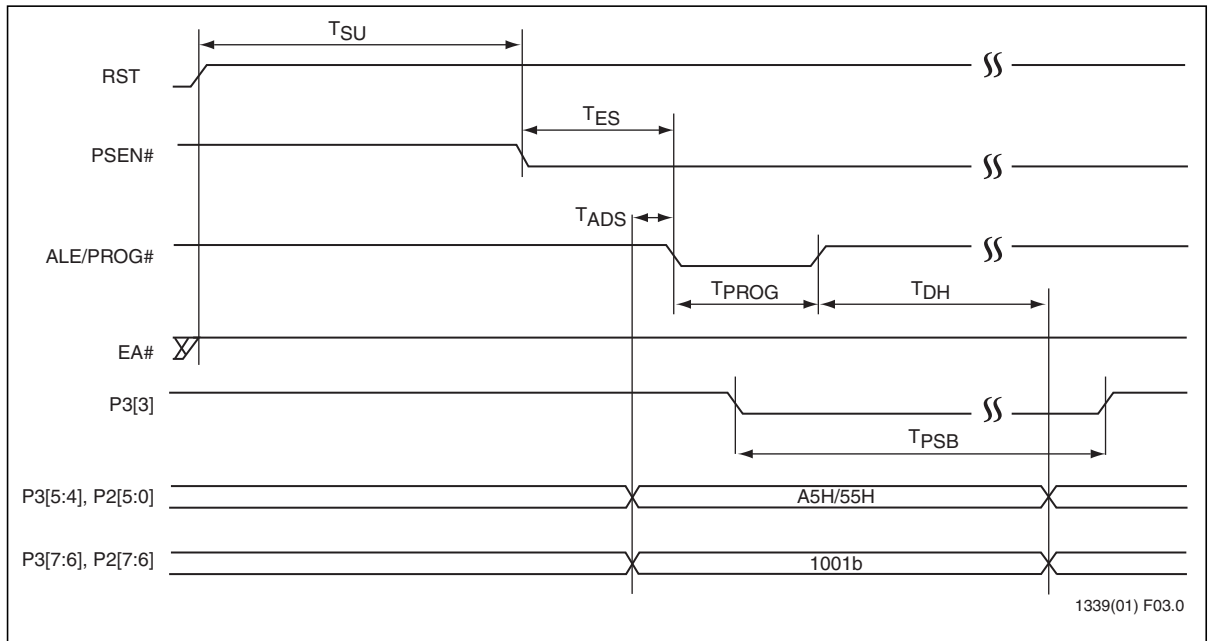 TSU
RST
TES
PSEN#
TADS
ALE/PROG#
TPROG
TDH
EA#
P3[3]
TPSB
P3[5:4], P2[5:0]
A5H/55H
P3[7:6], P2[7:6]
1001b
1339(01) F03.0